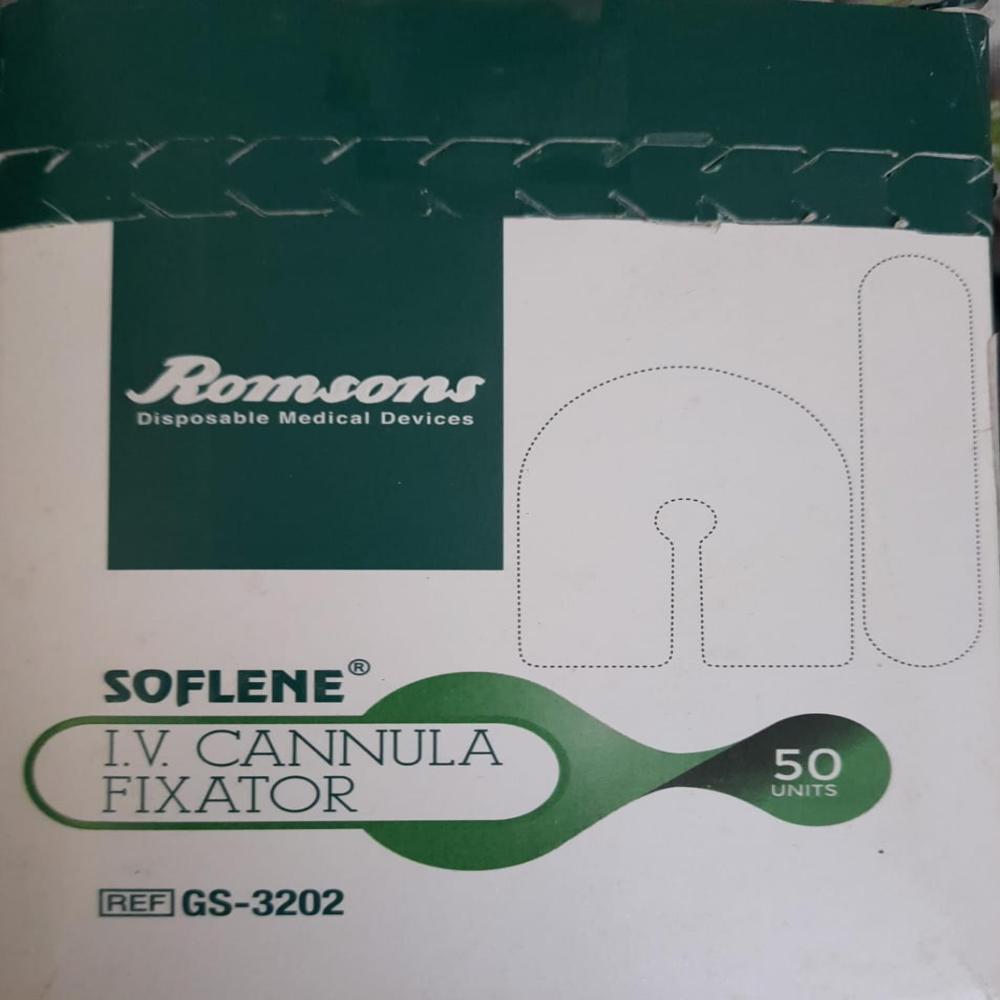 Romsons
Disposable Medical Devices
SOFLENE®
I.V. CANNULA
FIXATOR
50
UNITS
REF GS-3202